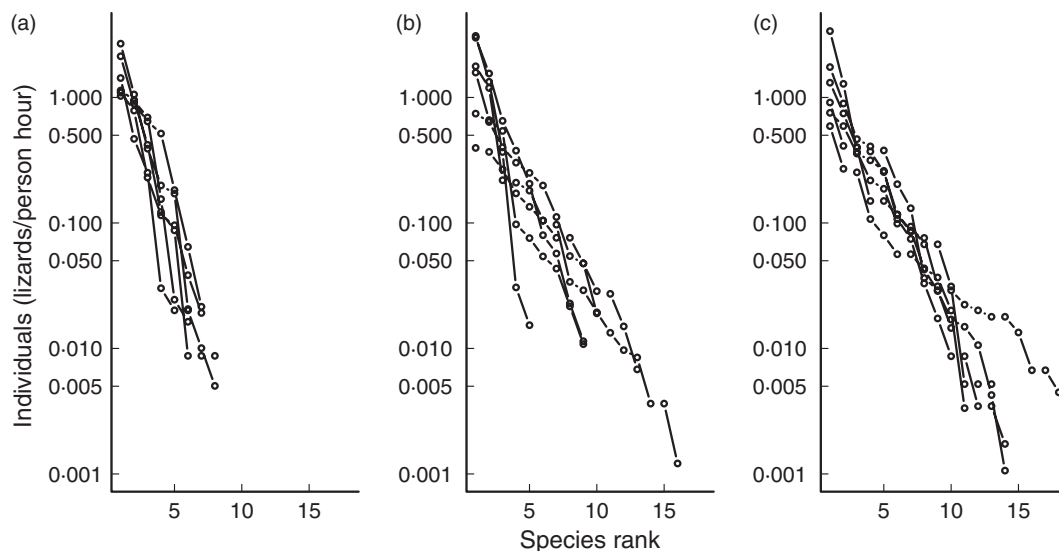 (a) (b) (c)
Individuals (lizards/person hour)
1·000 1·000 1·000
0·500 0·500 0·500
0·100 0·100 0·100
0·050 0·050 0·050
0·010 0·010 0·010
0·005 0·005 0·005
0·001 0·001 0·001
5 10 15 5 10 15 5 10 15
Species rank